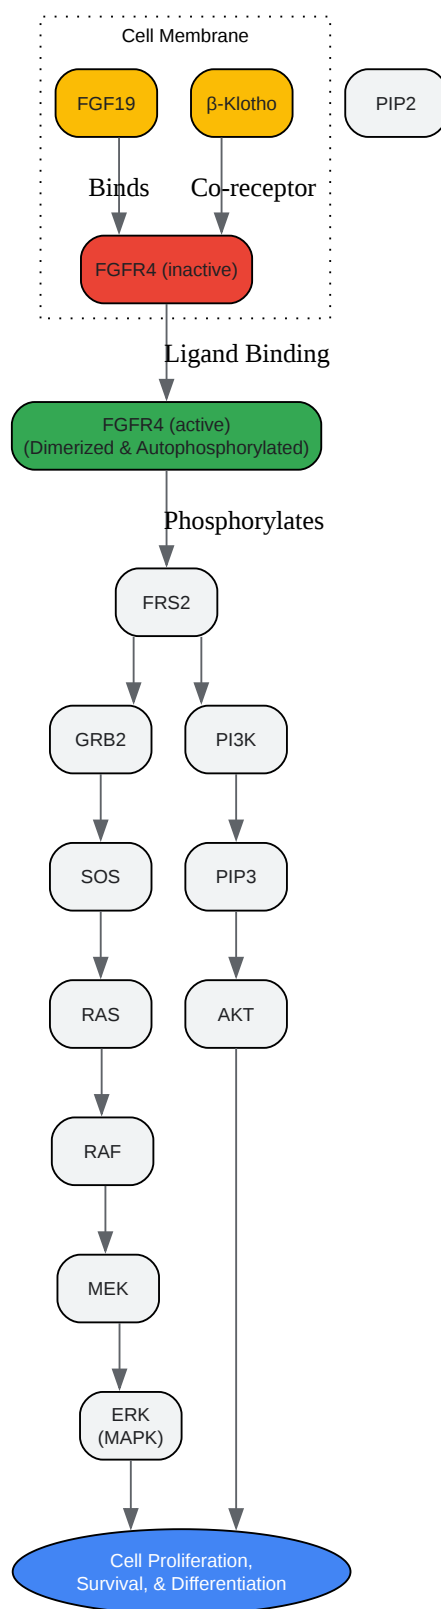 Cell Membrane
FGF19
β-Klotho
PIP2
Binds
Co-receptor
FGFR4 (inactive)
Ligand Binding
FGFR4 (active)
(Dimerized & Autophosphorylated)
Phosphorylates
FRS2
GRB2
PI3K
SOS
PIP3
RAS
AKT
RAF
MEK
ERK
(MAPK)
Cell Proliferation,
Survival, & Differentiation